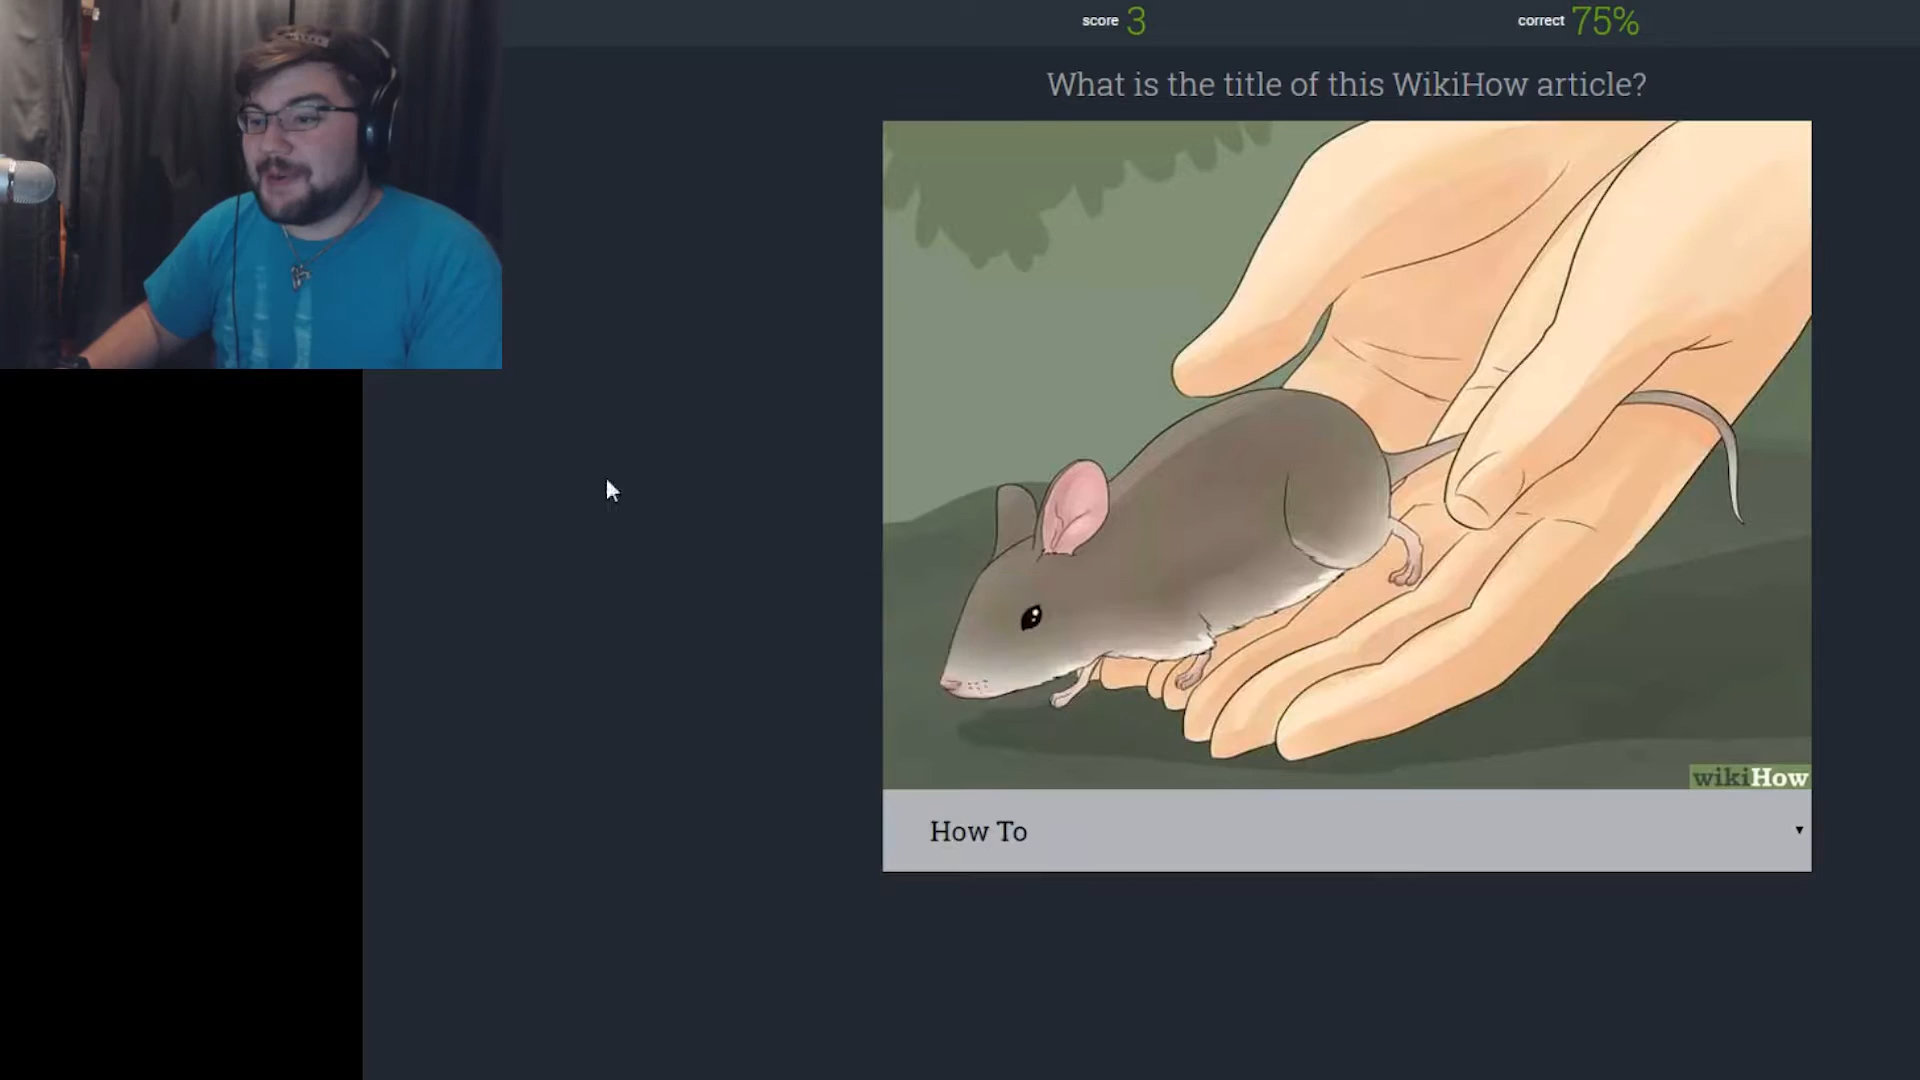 score 3
correct 75%
What is the title of this WikiHow article?
wikiHow
How To